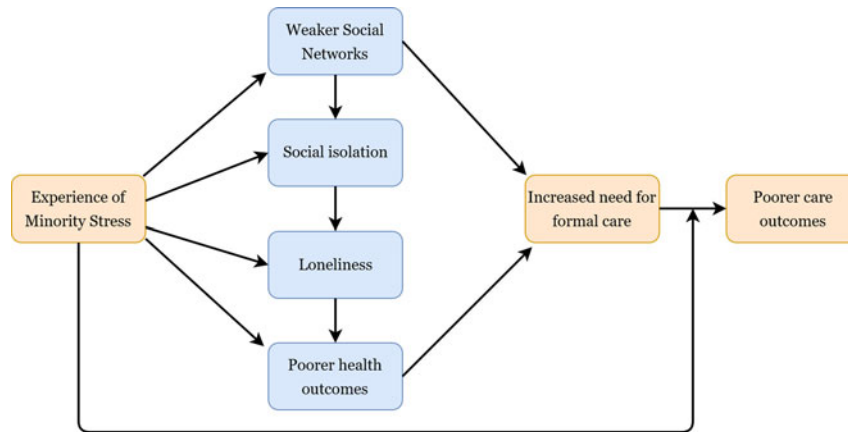 Weaker Social
Networks
Social isolation
Experience of
Minority Stress
Increased need for
formal care
Poorer care
outcomes
Loneliness
Poorer health
outcomes